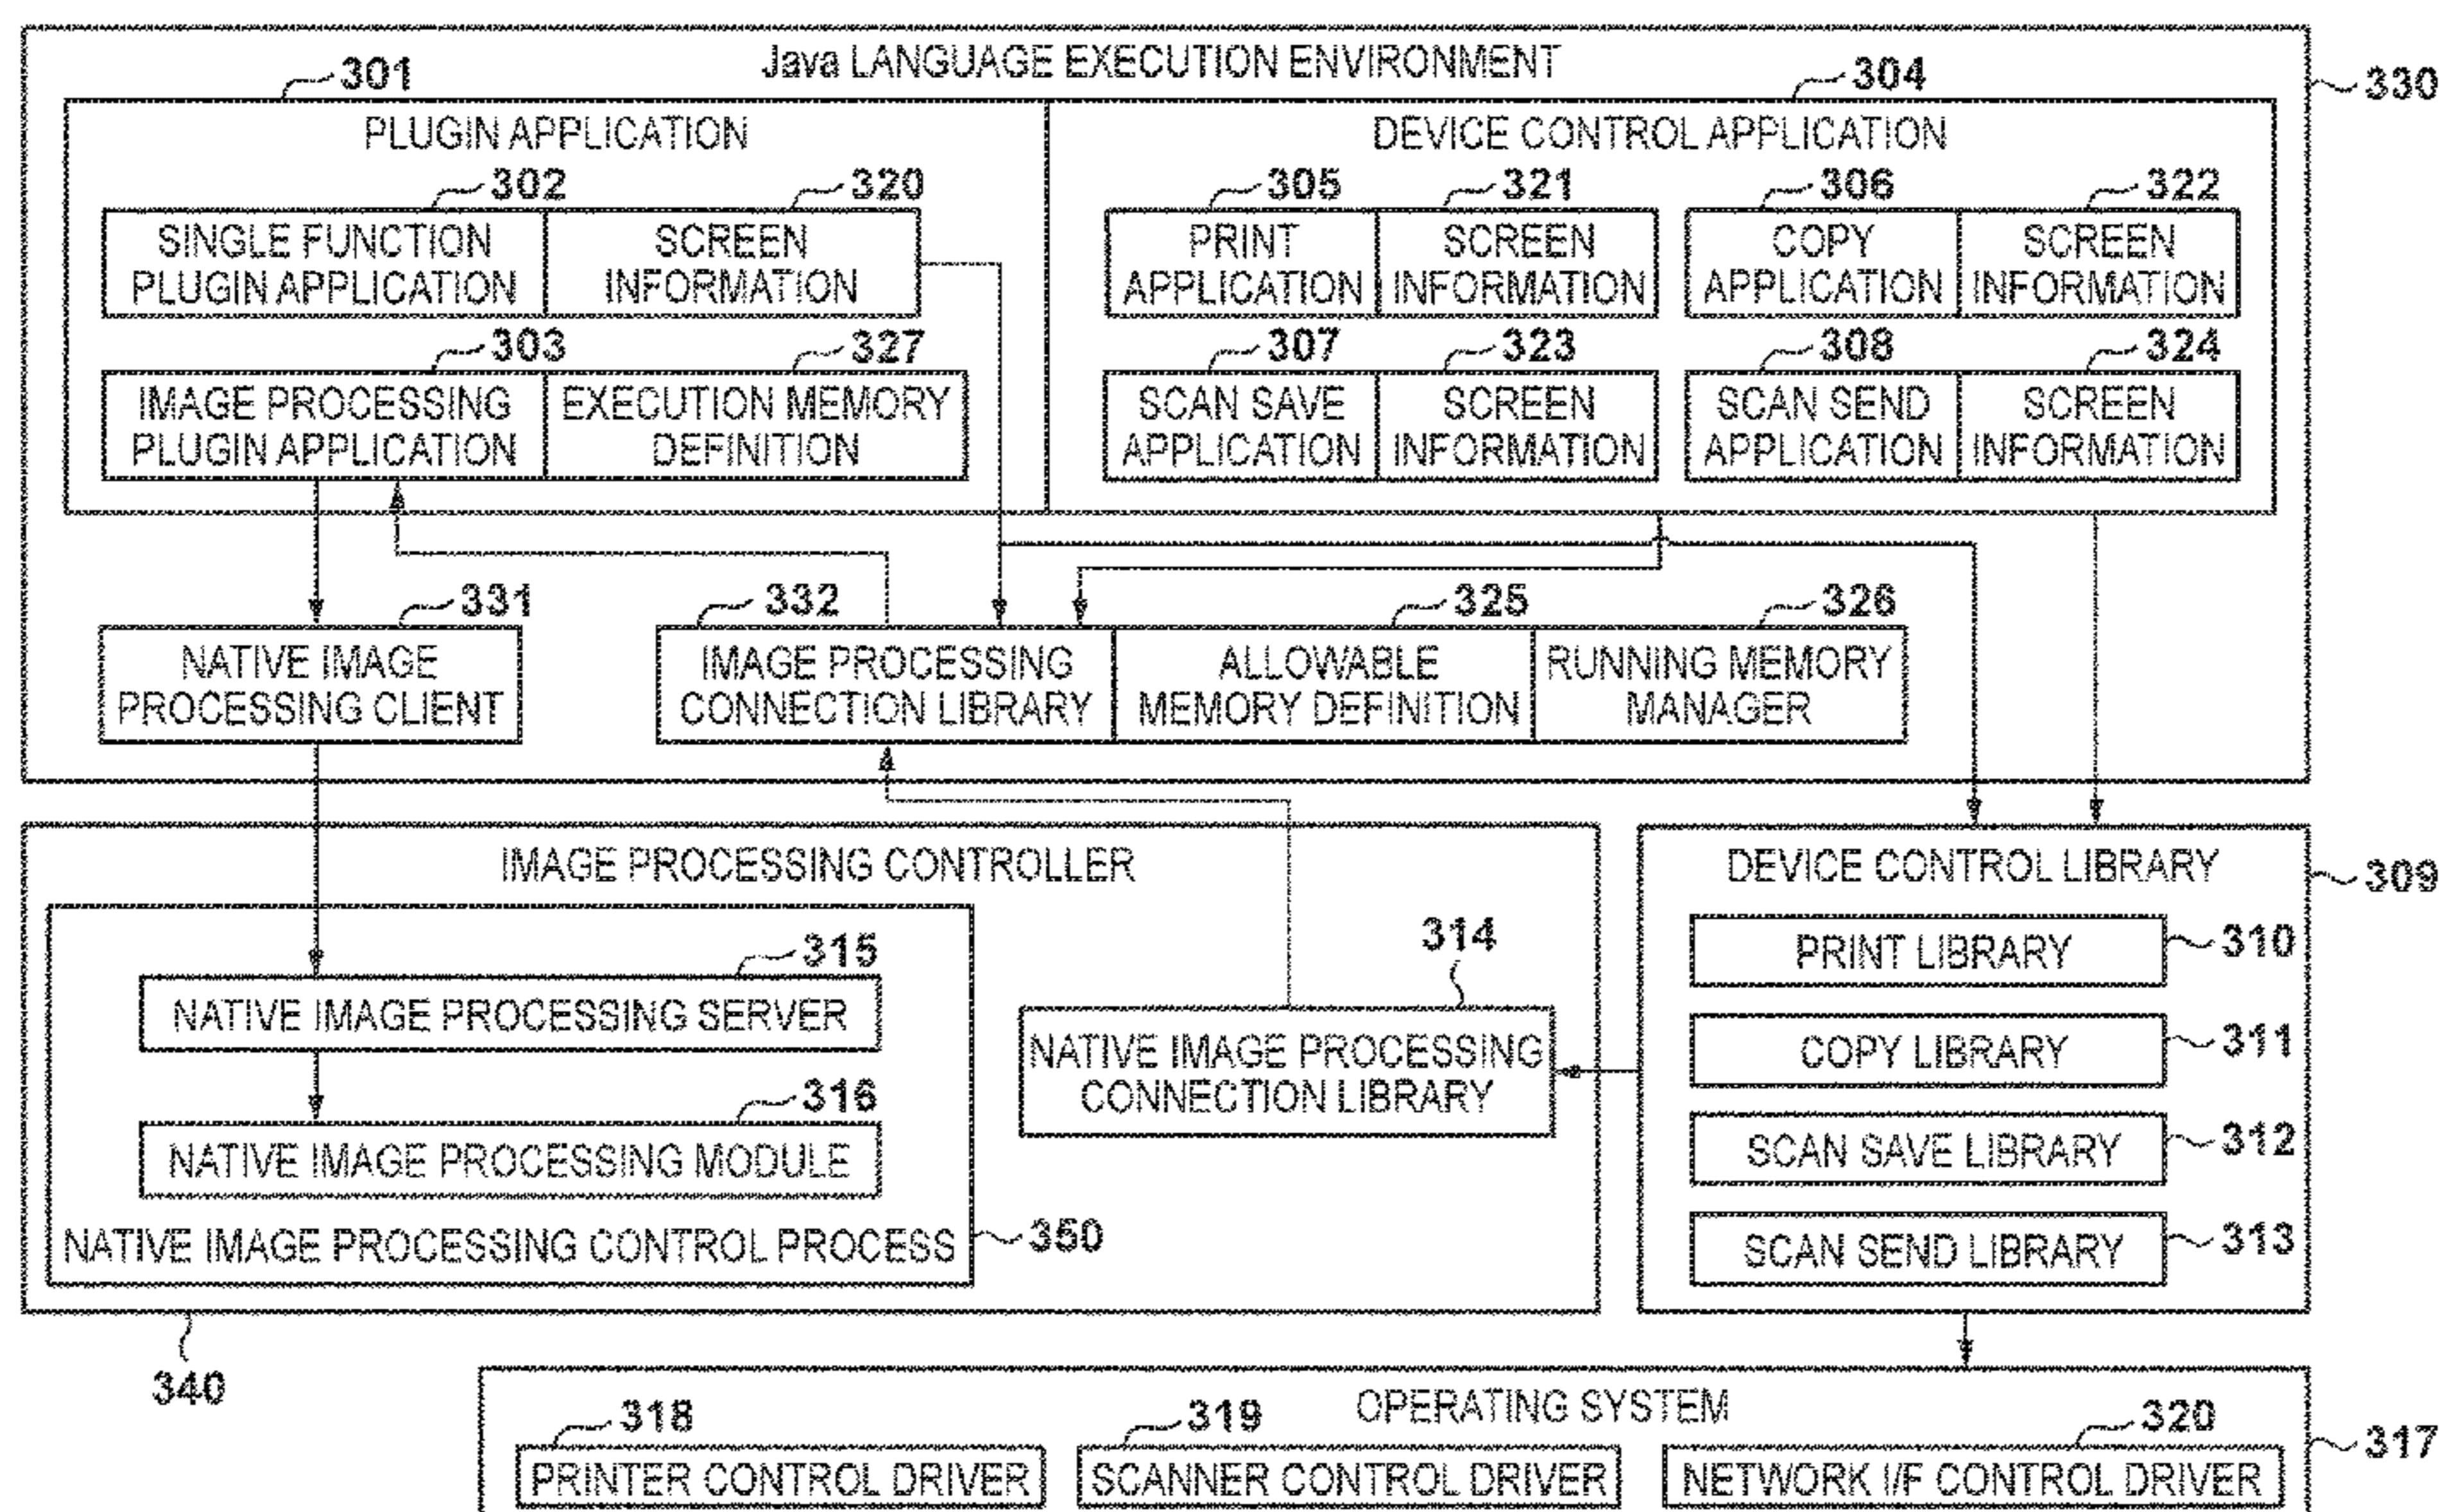 Java LANGUAGE EXECUTION ENVIRONMENT
330
301
304
PLUGIN APPLICATION
DEVICE CONTROL APPLICATION
302
320
305
321
306
322
SINGLE FUNCTION
PLUGIN APPLICATION
SCREEN
INFORMATION
PRINT
APPLICATION
SCREEN
INFORMATION
COPY
APPLICATION
SCREEN
INFORMATION
303
327
307
323
308
324
IMAGE PROCESSING
PLUGIN APPLICATION
EXECUTION MEMORY
DEFINITION
SCAN SAVE
APPLICATION
SCREEN
INFORMATION
SCAN SEND
APPLICATION
SCREEN
INFORMATION
331
332
325
326
NATIVE IMAGE
PROCESSING CLIENT
IMAGE PROCESSING
CONNECTION LIBRARY
ALLOWABLE
MEMORY DEFINITION
RUNNING MEMORY
MANAGER
IMAGE PROCESSING CONTROLLER
315
NATIVE IMAGE PROCESSING SERVER
316
NATIVE IMAGE PROCESSING MODULE
NATIVE IMAGE PROCESSING CONTROL PROCESS
350
314
NATIVE IMAGE PROCESSING
CONNECTION LIBRARY
340
DEVICE CONTROL LIBRARY
309
PRINT LIBRARY
310
COPY LIBRARY
311
SCAN SAVE LIBRARY
312
SCAN SEND LIBRARY
313
OPERATING SYSTEM
317
318
319
320
PRINTER CONTROL DRIVER
SCANNER CONTROL DRIVER
NETWORK I/F CONTROL DRIVER